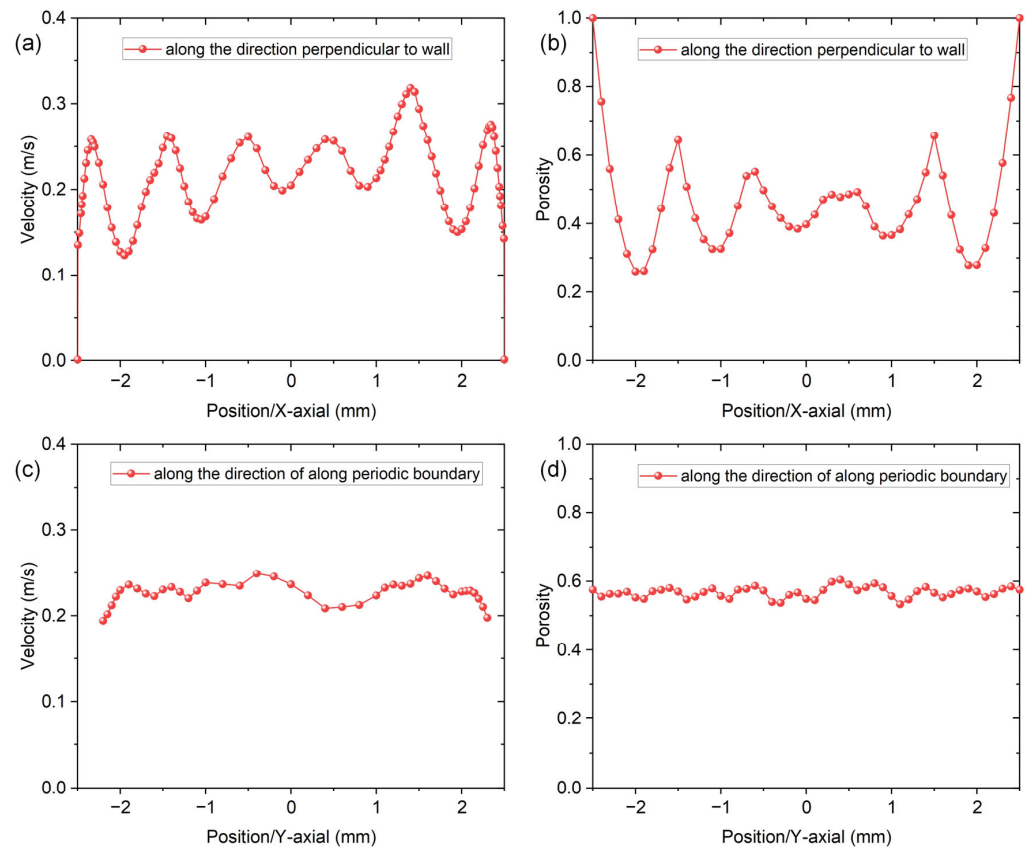 (a)
along the direction perpendicular to wall
Velocity (m/s)
0.4
0.3
0.2
0.1
0.0
−2 −1 0 1 2
Position/X-axial (mm)
(b)
along the direction perpendicular to wall
Porosity
1.0
0.8
0.6
0.4
0.2
0.0
−2 −1 0 1 2
Position/X-axial (mm)
(c)
along the direction of along periodic boundary
Velocity (m/s)
0.4
0.3
0.2
0.1
0.0
−2 −1 0 1 2
Position/Y-axial (mm)
(d)
along the direction of along periodic boundary
Porosity
1.0
0.8
0.6
0.4
0.2
0.0
−2 −1 0 1 2
Position/Y-axial (mm)